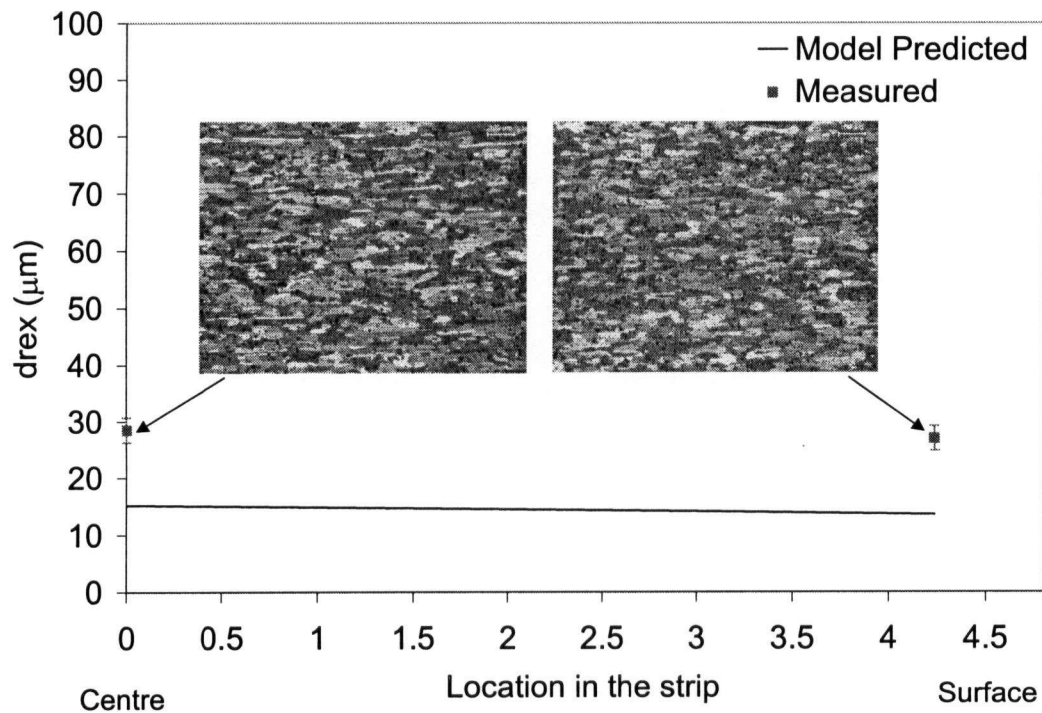 100
90
80
70
60
50
40
30
20
10
0
drex (μm)
Model Predicted
Measured
0 0.5 1 1.5 2 2.5 3 3.5 4 4.5
Centre
Location in the strip
Surface